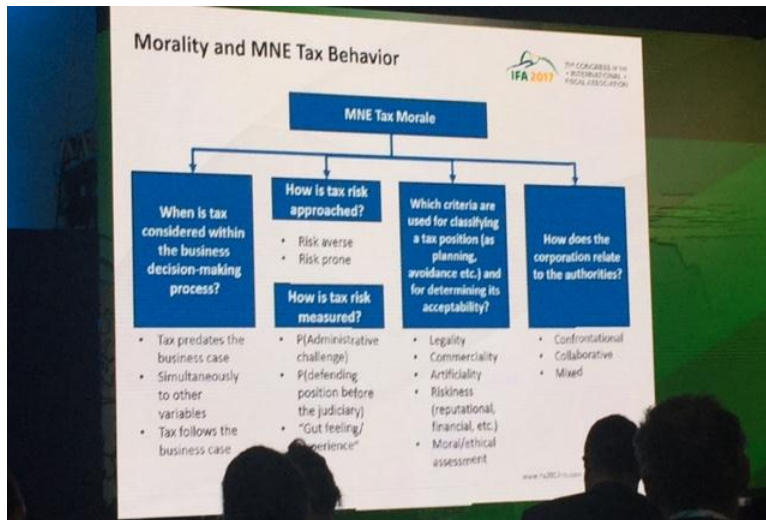 Morality and MNE Tax Behavior
IFA 2017
71st CONGRESS of the
• INTERNATIONAL •
FISCAL ASSOCIATION
MNE Tax Morale
When is tax
considered within
the business
decision-making
process?
• Tax predates the
business case
• Simultaneously
to other
variables
• Tax follows the
business case
How is tax risk
approached?
• Risk averse
• Risk prone
How is tax risk
measured?
• P(Administrative
challenge)
• P(defending
position before
the judiciary)
• "Gut feeling/
perience"
Which criteria are
used for classifying
a tax position (as
planning,
avoidance etc.) and
for determining its
acceptability?
• Legality
• Commerciality
• Artificiality
• Riskiness
(reputational,
financial, etc.)
• Moral/ethical
assessment
How does the
corporation relate
to the authorities?
• Confrontational
• Collaborative
• Mixed